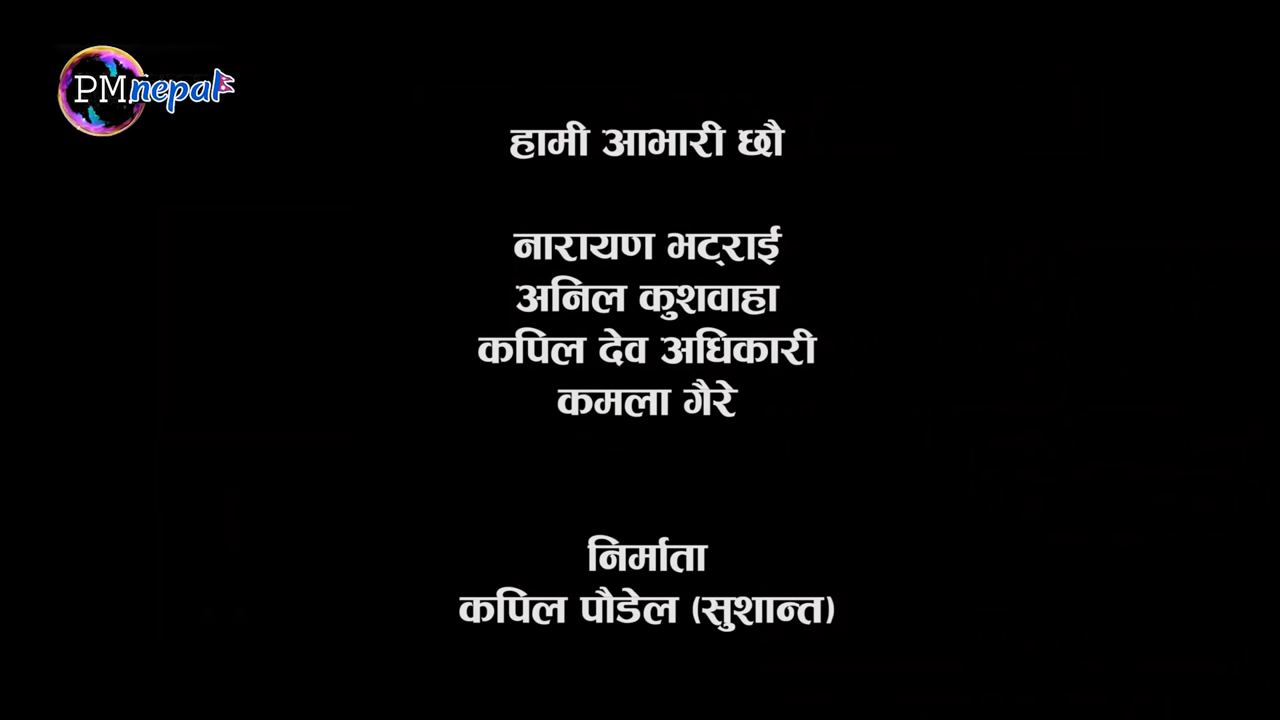 PMnepal
हामी आभारी छौ
नारायण भट्राई
अनिल कुशवाहा
कपिल देव अधिकारी
कमला गैरे
निर्माता
कपिल पौडेल (सुशान्त)